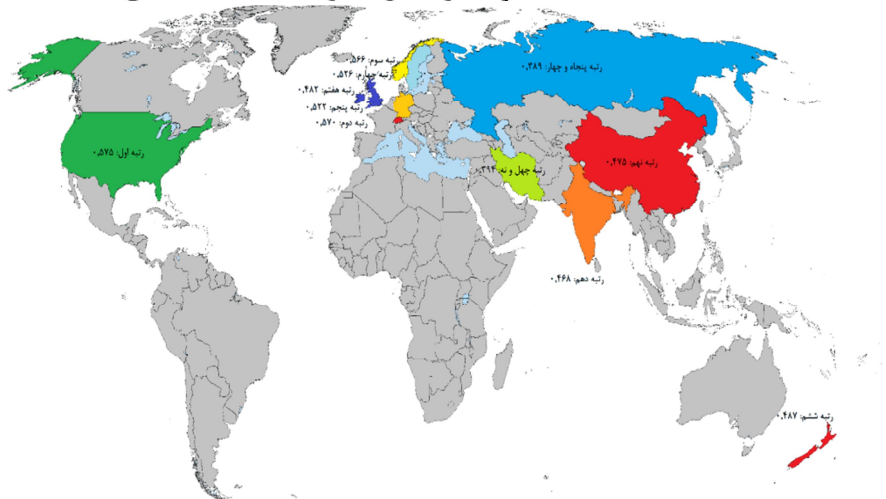 رتبه سوم: ۰,۵۶۶
رتبه چهارم: ۰,۵۲۶
رتبه هفتم: ۰,۴۸۲
رتبه پنجم: ۰,۵۲۲
رتبه دوم: ۰,۵۷۰
رتبه پنجاه و چهار: ۰,۳۸۹
رتبه اول: ۰,۵۷۵
رتبه نهم: ۰,۴۷۵
رتبه چهل و نه: ۰,۳۹۴
رتبه دهم: ۰,۴۶۸
رتبه ششم: ۰,۴۸۷